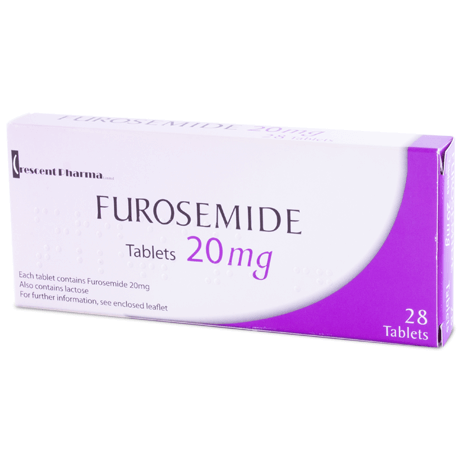 FUROSEMIDE 20mg
28 Tablets
Crescent Pharma
FUROSEMIDE
Tablets 20mg
Each tablet contains Furosemide 20mg
Also contains lactose
For further information, see enclosed leaflet
28
Tablets